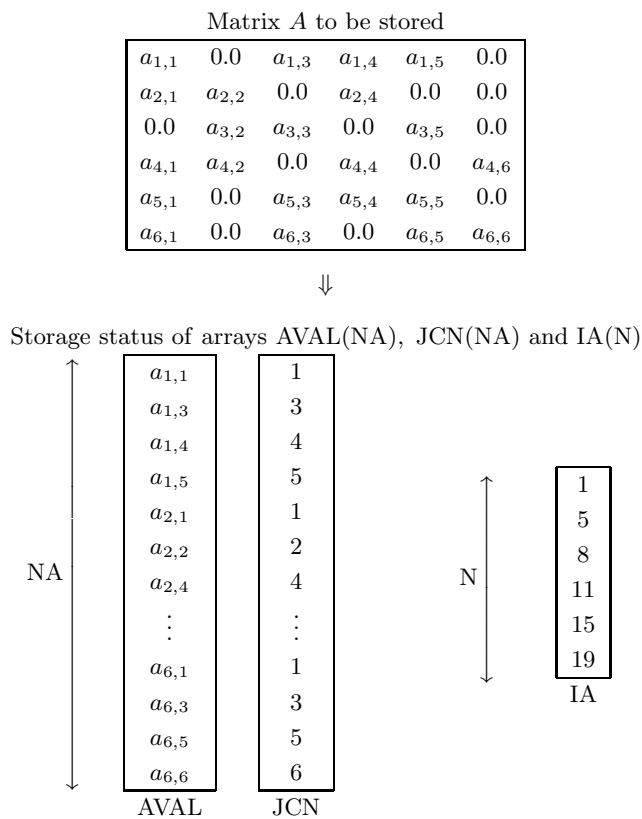 Matrix A to be stored
a1,1 0.0 a1,3 a1,4 a1,5 0.0
a2,1 a2,2 0.0 a2,4 0.0 0.0
0.0 a3,2 a3,3 0.0 a3,5 0.0
a4,1 a4,2 0.0 a4,4 0.0 a4,6
a5,1 0.0 a5,3 a5,4 a5,5 0.0
a6,1 0.0 a6,3 0.0 a6,5 a6,6
⇓
Storage status of arrays AVAL(NA), JCN(NA) and IA(N)
a1,1 1
a1,3 3
a1,4 4
a1,5 5
a2,1 1
a2,2 2
a2,4 4
⋮ ⋮
a6,1 1
a6,3 3
a6,5 5
a6,6 6
NA
AVAL JCN
N
1
5
8
11
15
19
IA